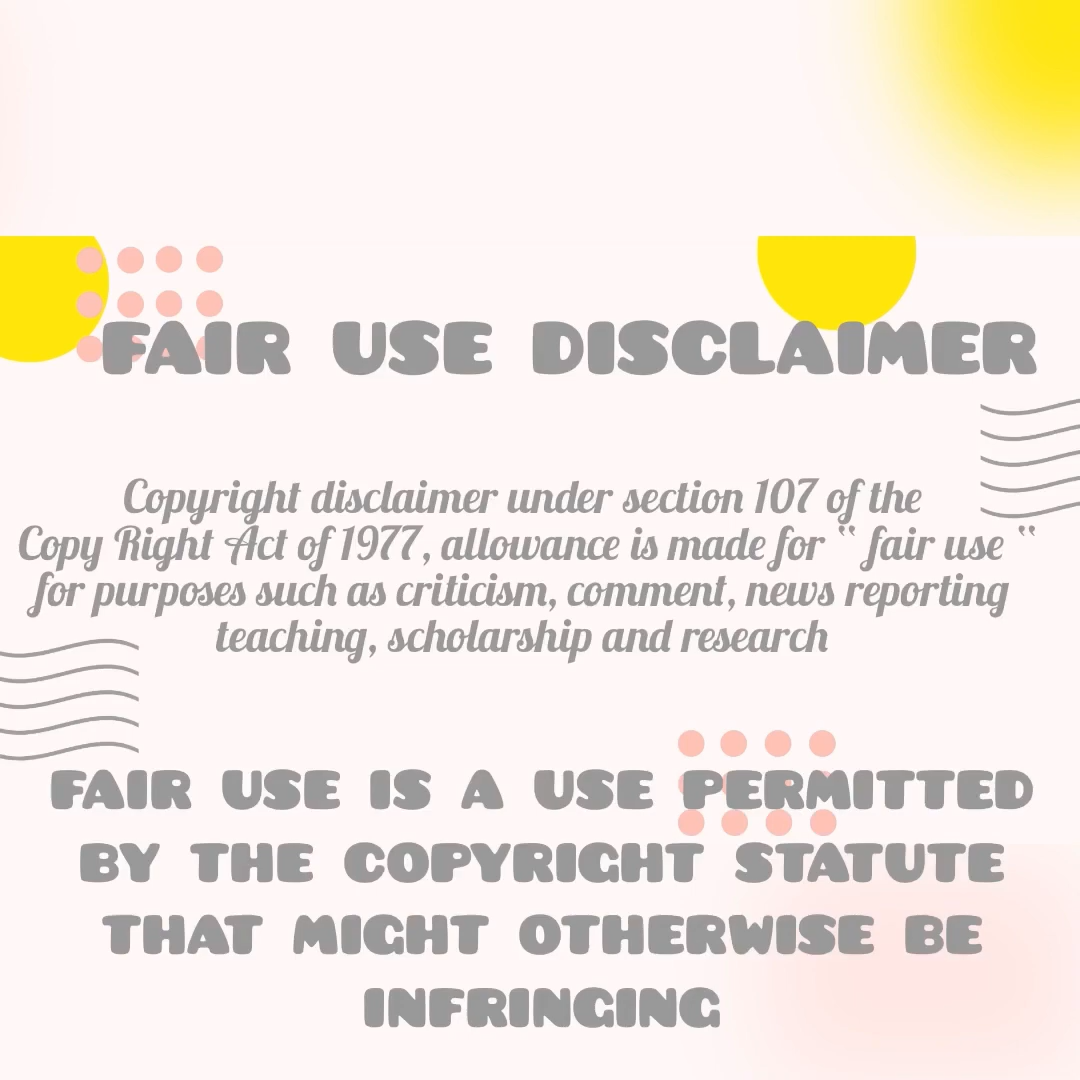 FAIR USE DISCLAIMER
Copyright disclaimer under section 107 of the
Copy Right Act of 1977, allowance is made for “ fair use “
for purposes such as criticism, comment, news reporting
teaching, scholarship and research
FAIR USE IS A USE PERMITTED
BY THE COPYRIGHT STATUTE
THAT MIGHT OTHERWISE BE
INFRINGING